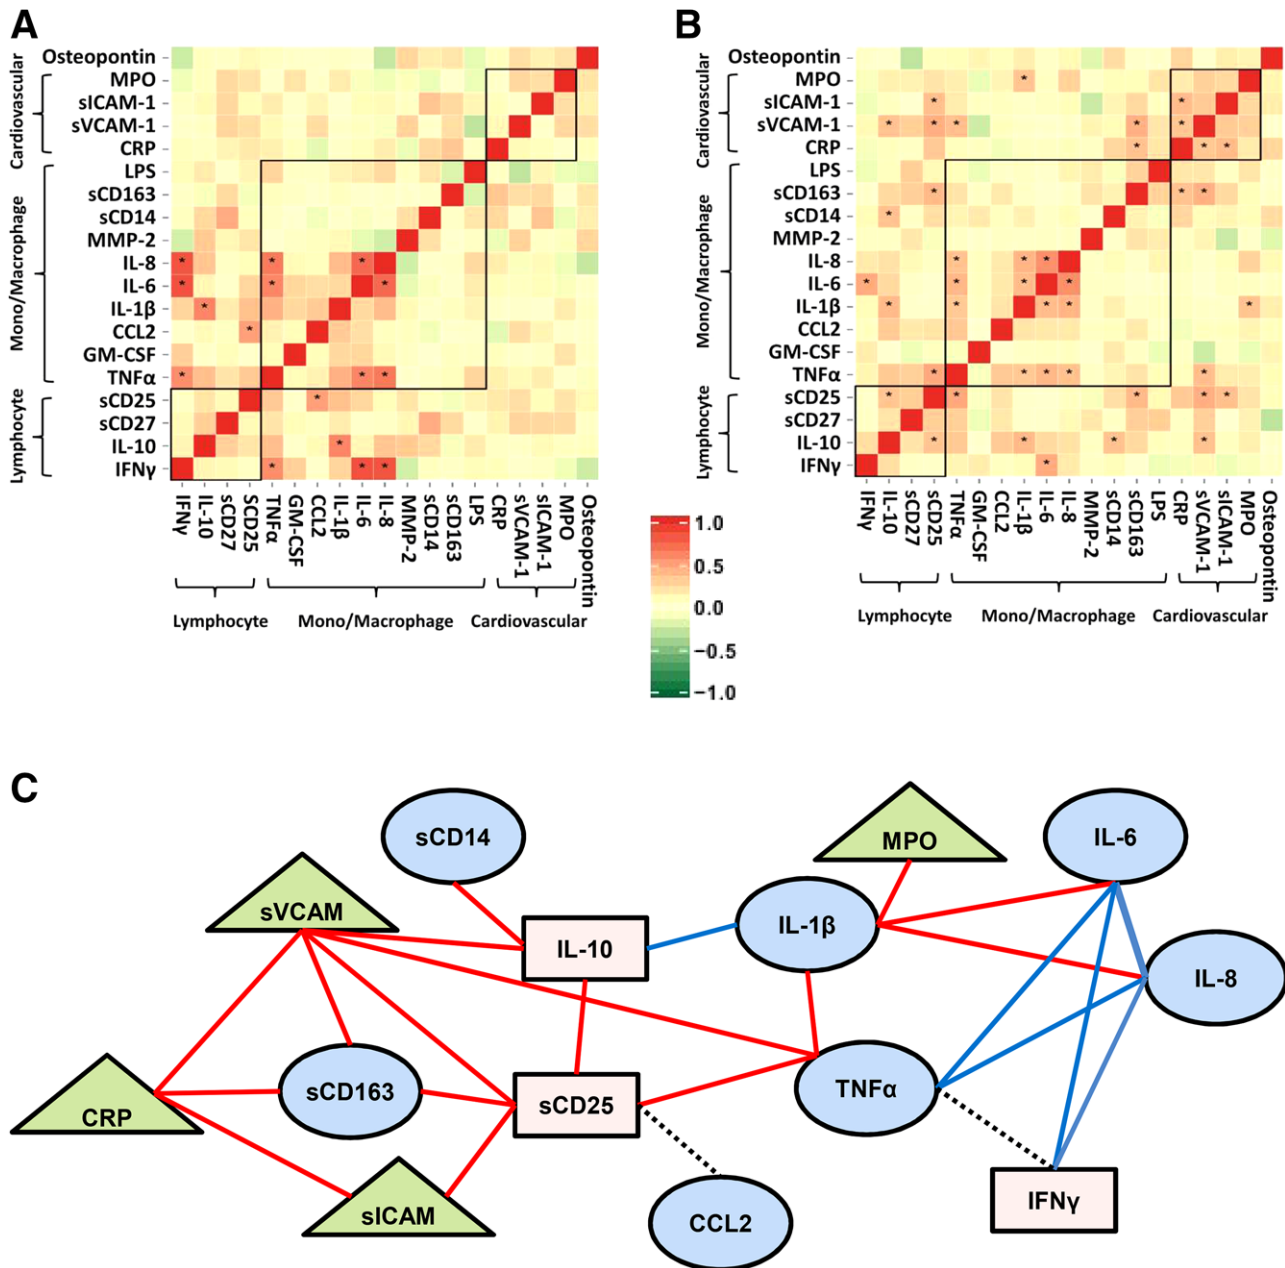 A
Cardiovascular
Mono/Macrophage
Lymphocyte
Osteopontin
MPO
sICAM-1
sVCAM-1
CRP
LPS
sCD163
sCD14
MMP-2
IL-8
IL-6
IL-1β
CCL2
GM-CSF
TNFα
sCD25
sCD27
IL-10
IFNγ
* * *
* * *
*
*
* * *
*
*
* * *
IFNγ
IL-10
sCD27
SCD25
TNFα
GM-CSF
CCL2
IL-1β
IL-6
IL-8
MMP-2
sCD14
sCD163
LPS
CRP
sVCAM-1
sICAM-1
MPO
Osteopontin
Lymphocyte Mono/Macrophage Cardiovascular
1.0
0.5
0.0
−0.5
−1.0
B
Cardiovascular
Mono/Macrophage
Lymphocyte
Osteopontin
MPO
sICAM-1
sVCAM-1
CRP
LPS
sCD163
sCD14
MMP-2
IL-8
IL-6
IL-1β
CCL2
GM-CSF
TNFα
sCD25
sCD27
IL-10
IFNγ
*
* *
* * * * *
* * *
* * *
*
* * *
* * * *
* * * * *
* * * * *
* * * * *
* * * *
*
IFNγ
IL-10
sCD27
sCD25
TNFα
GM-CSF
CCL2
IL-1β
IL-6
IL-8
MMP-2
sCD14
sCD163
LPS
CRP
sVCAM-1
sICAM-1
MPO
Osteopontin
Lymphocyte Mono/Macrophage Cardiovascular
C
sCD14
MPO
IL-6
sVCAM
IL-10
IL-1β
IL-8
CRP
sCD163
sCD25
TNFα
sICAM
CCL2
IFNγ